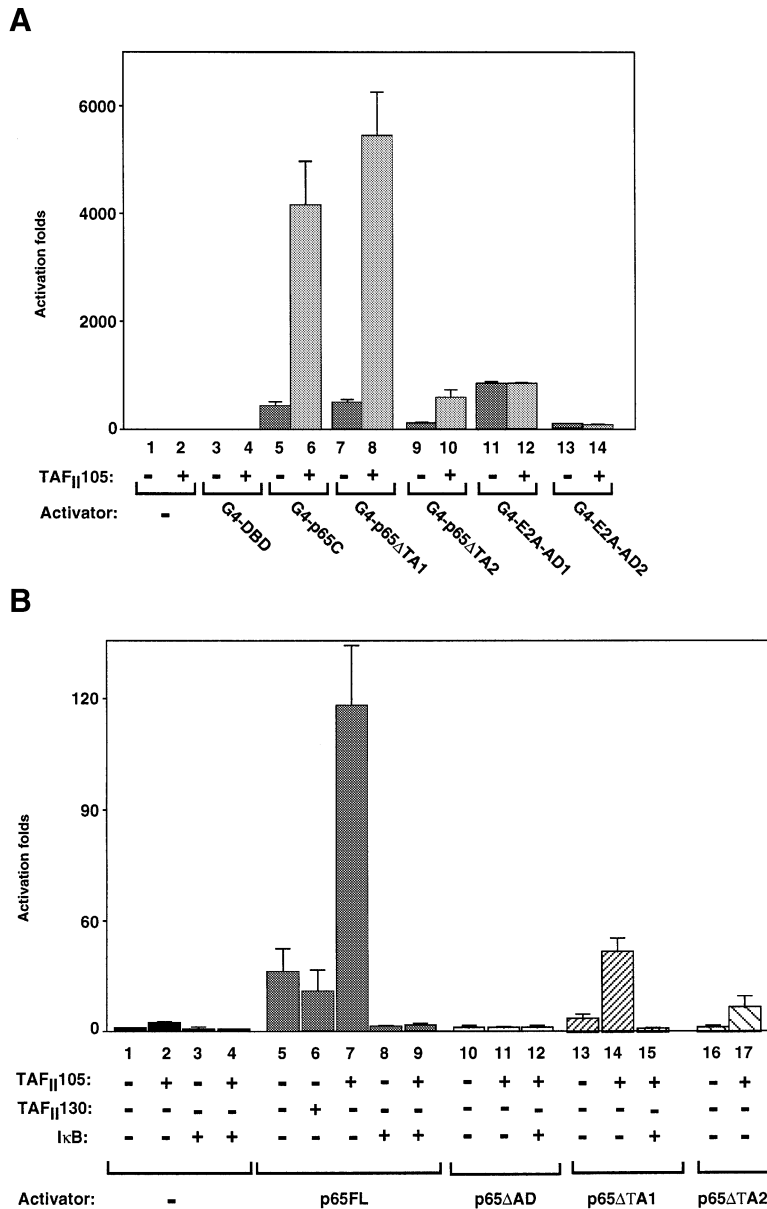 A
6000
4000
2000
0
Activation folds
1 2 3 4 5 6 7 8 9 10 11 12 13 14
TAFII105: - + - + - + - + - + - + - +
Activator: - G4-DBD G4-p65C G4-p65ΔTA1 G4-p65ΔTA2 G4-E2A-AD1 G4-E2A-AD2
B
120
90
60
0
Activation folds
1 2 3 4 5 6 7 8 9 10 11 12 13 14 15 16 17
TAFII105: - + - + - - + - + - + + - + + - +
TAFII130: - - - - - + - - - - - - - - - - -
IκB: - - + + - - - + + - - + - - + - -
Activator: - p65FL p65ΔAD p65ΔTA1 p65ΔTA2